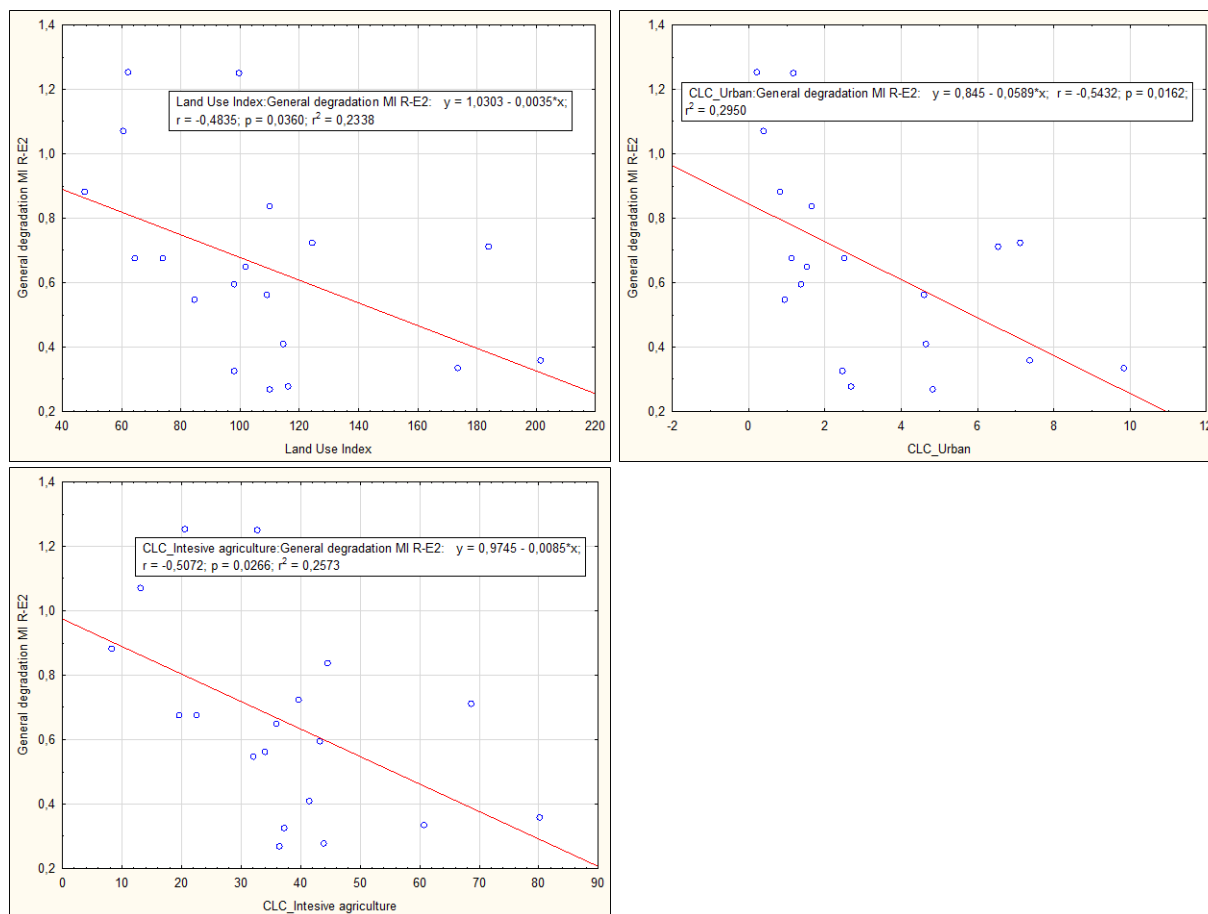 1,4
1,2
1,0
0,8
0,6
0,4
0,2
General degradation MI R-E2
Land Use Index:General degradation MI R-E2: y = 1,0303 - 0,0035*x;
r = -0,4835; p = 0,0360; r² = 0,2338
40 60 80 100 120 140 160 180 200 220
Land Use Index
1,4
1,2
1,0
0,8
0,6
0,4
0,2
General degradation MI R-E2
CLC_Urban:General degradation MI R-E2: y = 0,845 - 0,0589*x; r = -0,5432; p = 0,0162;
r² = 0,2950
-2 0 2 4 6 8 10 12
CLC_Urban
1,4
1,2
1,0
0,8
0,6
0,4
0,2
General degradation MI R-E2
CLC_Intesive agriculture:General degradation MI R-E2: y = 0,9745 - 0,0085*x;
r = -0,5072; p = 0,0266; r² = 0,2573
0 10 20 30 40 50 60 70 80 90
CLC_Intesive agriculture